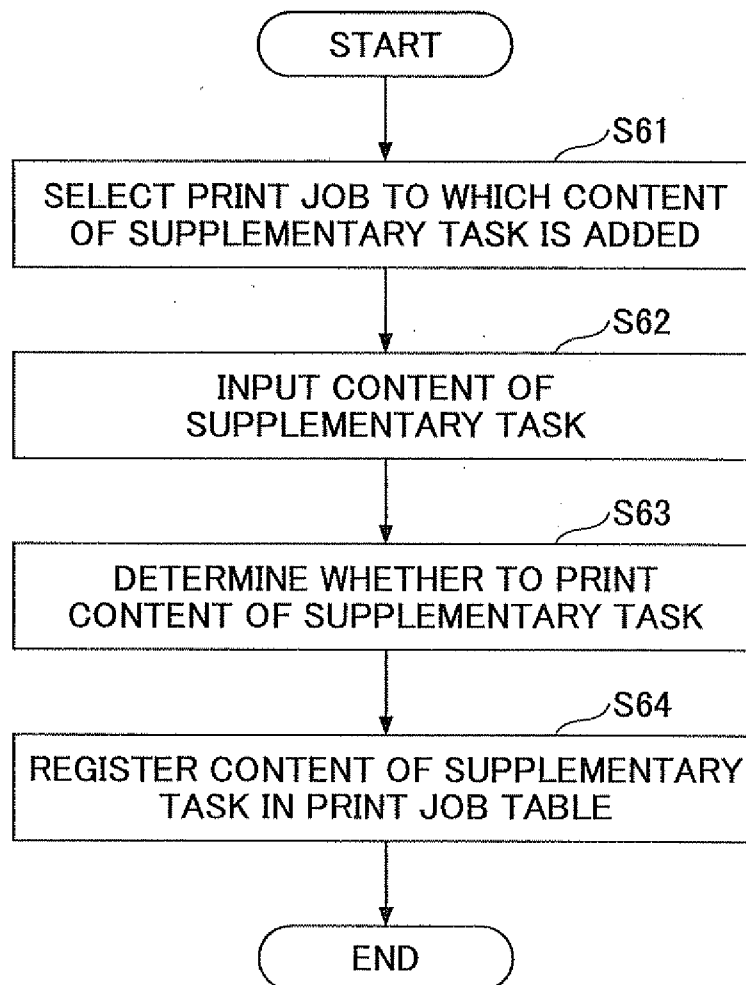 START
S61
SELECT PRINT JOB TO WHICH CONTENT
OF SUPPLEMENTARY TASK IS ADDED
S62
INPUT CONTENT OF
SUPPLEMENTARY TASK
S63
DETERMINE WHETHER TO PRINT
CONTENT OF SUPPLEMENTARY TASK
S64
REGISTER CONTENT OF SUPPLEMENTARY
TASK IN PRINT JOB TABLE
END